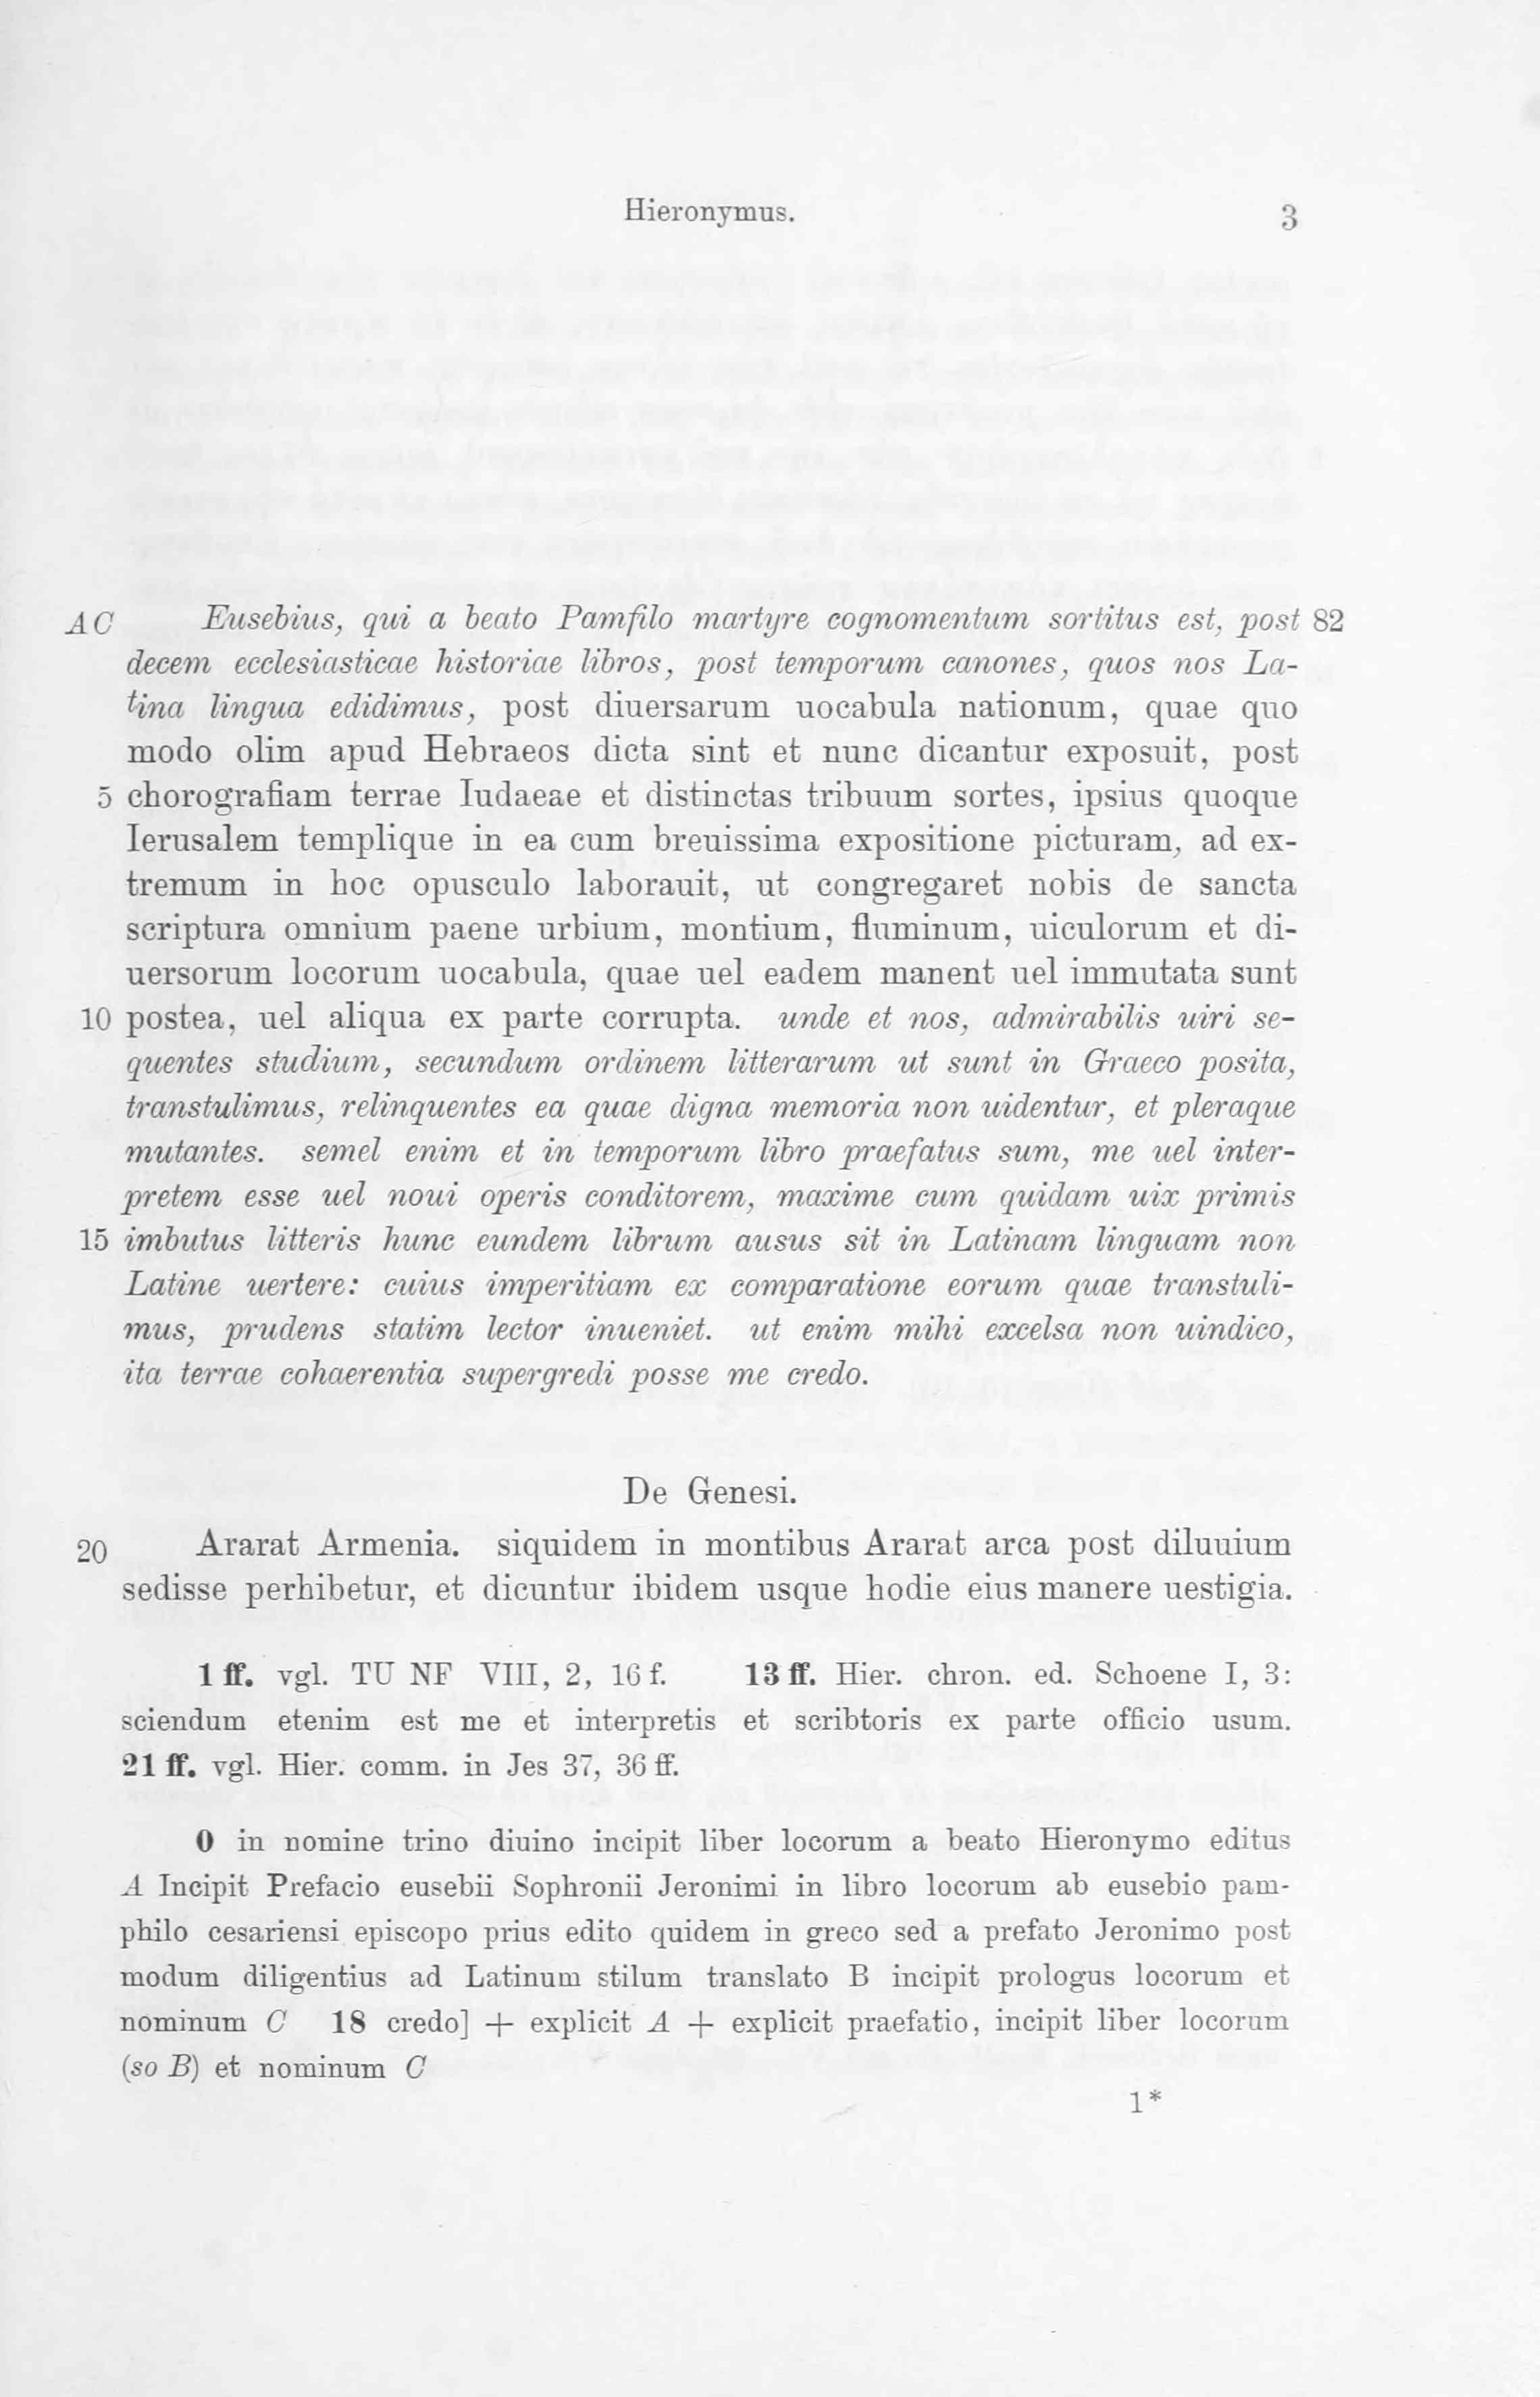 Hieronymus. 3
AC Eusebius, qui a beato Pamfilo martyre cognomentum sortitus est, post 82
decem ecclesiasticae historiae libros, post temporum canones, quos nos La-
tina lingua edidimus, post diuersarum uocabula nationum, quae quo
modo olim apud Hebraeos dicta sint et nunc dicantur exposuit, post
5 chorografiam terrae Iudaeae et distinctas tribuum sortes, ipsius quoque
Ierusalem templique in ea cum breuissima expositione picturam, ad ex-
tremum in hoc opusculo laborauit, ut congregaret nobis de sancta
scriptura omnium paene urbium, montium, fluminum, uiculorum et di-
uersorum locorum uocabula, quae uel eadem manent uel immutata sunt
10 postea, uel aliqua ex parte corrupta. unde et nos, admirabilis uiri se-
quentes studium, secundum ordinem litterarum ut sunt in Graeco posita,
transtulimus, relinquentes ea quae digna memoria non uidentur, et pleraque
mutantes. semel enim et in temporum libro praefatus sum, me uel inter-
pretem esse uel noui operis conditorem, maxime cum quidam uix primis
15 imbutus litteris hunc eundem librum ausus sit in Latinam linguam non
Latine uertere: cuius imperitiam ex comparatione eorum quae transtuli-
mus, prudens statim lector inueniet. ut enim mihi excelsa non uindico,
ita terrae cohaerentia supergredi posse me credo.
De Genesi.
20 Ararat Armenia. siquidem in montibus Ararat arca post diluuium
sedisse perhibetur, et dicuntur ibidem usque hodie eius manere uestigia.
1 ff. vgl. TU NF VIII, 2, 16 f. 13 ff. Hier. chron. ed. Schoene I, 3:
sciendum etenim est me et interpretis et scribtoris ex parte officio usum.
21 ff. vgl. Hier. comm. in Jes 37, 36 ff.
0 in nomine trino diuino incipit liber locorum a beato Hieronymo editus
A Incipit Prefacio eusebii Sophronii Jeronimi in libro locorum ab eusebio pam-
philo cesariensi episcopo prius edito quidem in greco sed a prefato Jeronimo post
modum diligentius ad Latinum stilum translato B incipit prologus locorum et
nominum C 18 credo] + explicit A + explicit praefatio, incipit liber locorum
(so B) et nominum C
1*